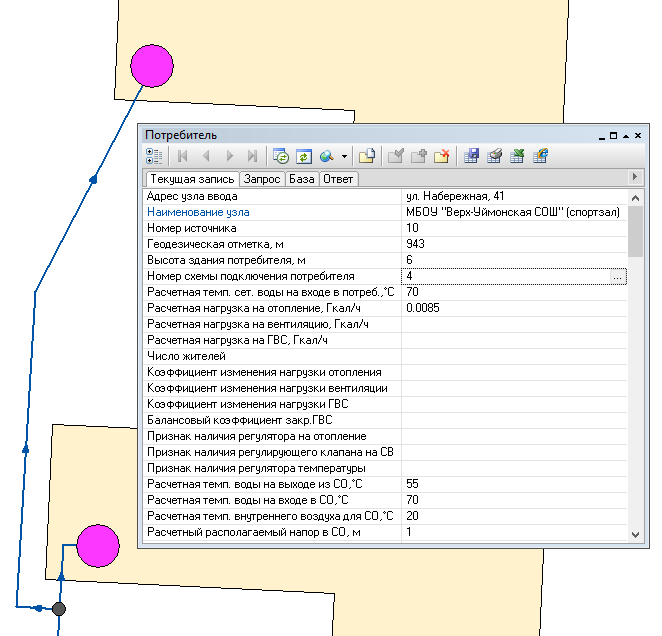 Потребитель
Текущая запись Запрос База Ответ
Адрес узла ввода ул. Набережная, 41
Наименование узла МБОУ "Верх-Уймонская СОШ" (спортзал)
Номер источника 10
Геодезическая отметка, м 943
Высота здания потребителя, м 6
Номер схемы подключения потребителя 4 ...
Расчетная темп. сет. воды на входе в потреб.,°C 70
Расчетная нагрузка на отопление, Гкал/ч 0.0085
Расчетная нагрузка на вентиляцию, Гкал/ч
Расчетная нагрузка на ГВС, Гкал/ч
Число жителей
Коэффициент изменения нагрузки отопления
Коэффициент изменения нагрузки вентиляции
Коэффициент изменения нагрузки ГВС
Балансовый коэффициент закр.ГВС
Признак наличия регулятора на отопление
Признак наличия регулирующего клапана на СВ
Признак наличия регулятора температуры
Расчетная темп. воды на выходе из СО,°C 55
Расчетная темп. воды на входе в СО,°C 70
Расчетная темп. внутреннего воздуха для СО,°C 20
Расчетный располагаемый напор в СО, м 1